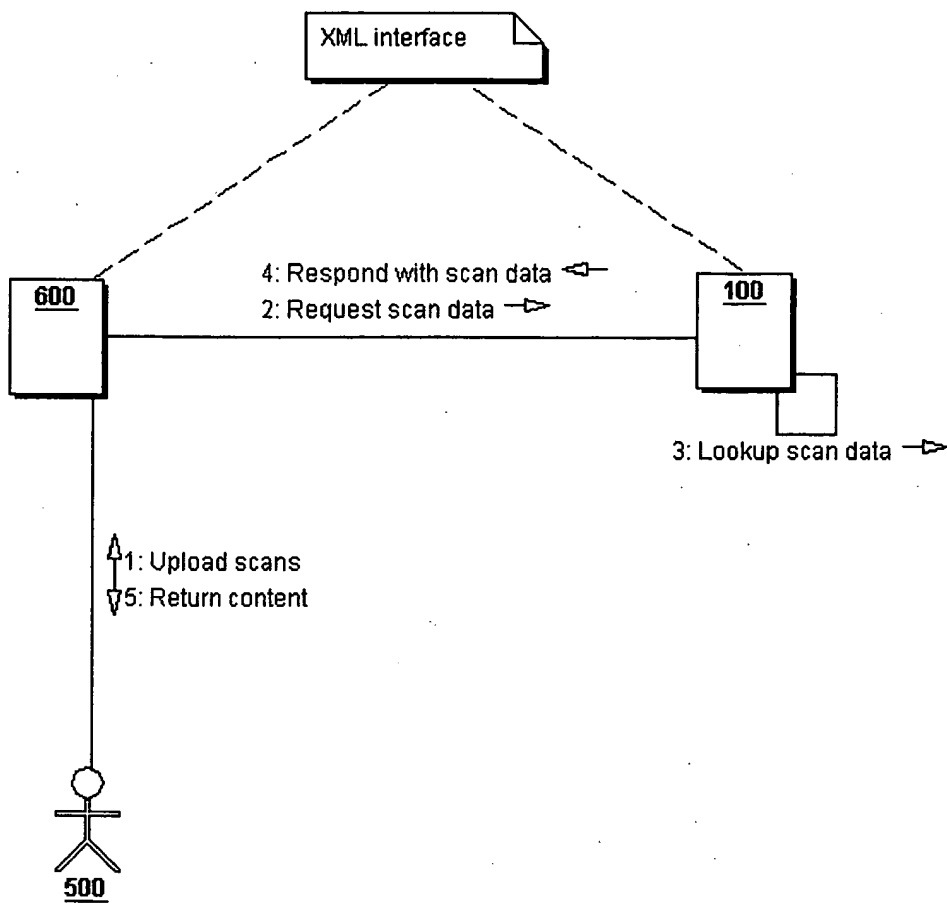 XML interface
4: Respond with scan data
600
100
2: Request scan data
3: Lookup scan data
1: Upload scans
5: Return content
500